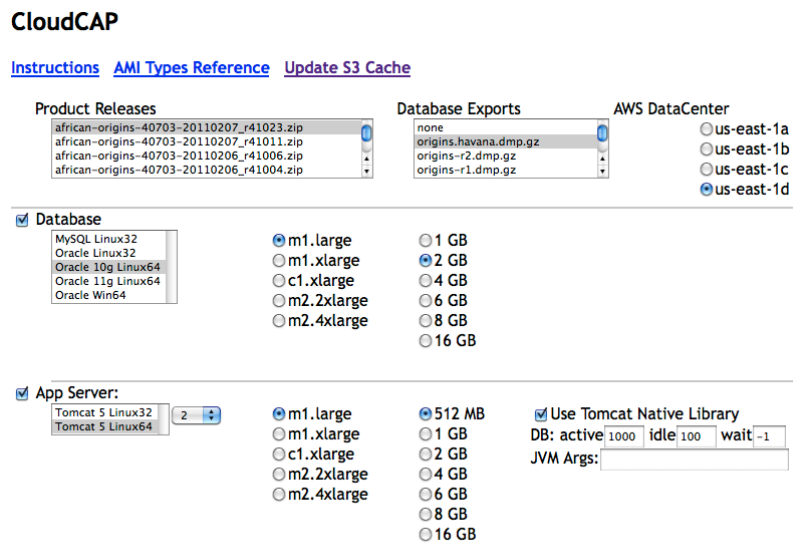 CloudCAP
Instructions AMI Types Reference Update S3 Cache
Product Releases Database Exports AWS DataCenter
african-origins-40703-20110207_r41023.zip none us-east-1a
african-origins-40703-20110207_r41011.zip origins.havana.dmp.gz us-east-1b
african-origins-40703-20110206_r41006.zip origins-r2.dmp.gz us-east-1c
african-origins-40703-20110206_r41004.zip origins-r1.dmp.gz us-east-1d
Database
MySQL Linux32 m1.large 1 GB
Oracle Linux32 m1.xlarge 2 GB
Oracle 10g Linux64 c1.xlarge 4 GB
Oracle 11g Linux64 m2.2xlarge 6 GB
Oracle Win64 m2.4xlarge 8 GB
16 GB
App Server:
Tomcat 5 Linux32 2 m1.large 512 MB Use Tomcat Native Library
Tomcat 5 Linux64 m1.xlarge 1 GB DB: active 1000 idle 100 wait -1
c1.xlarge 2 GB JVM Args:
m2.2xlarge 4 GB
m2.4xlarge 6 GB
8 GB
16 GB